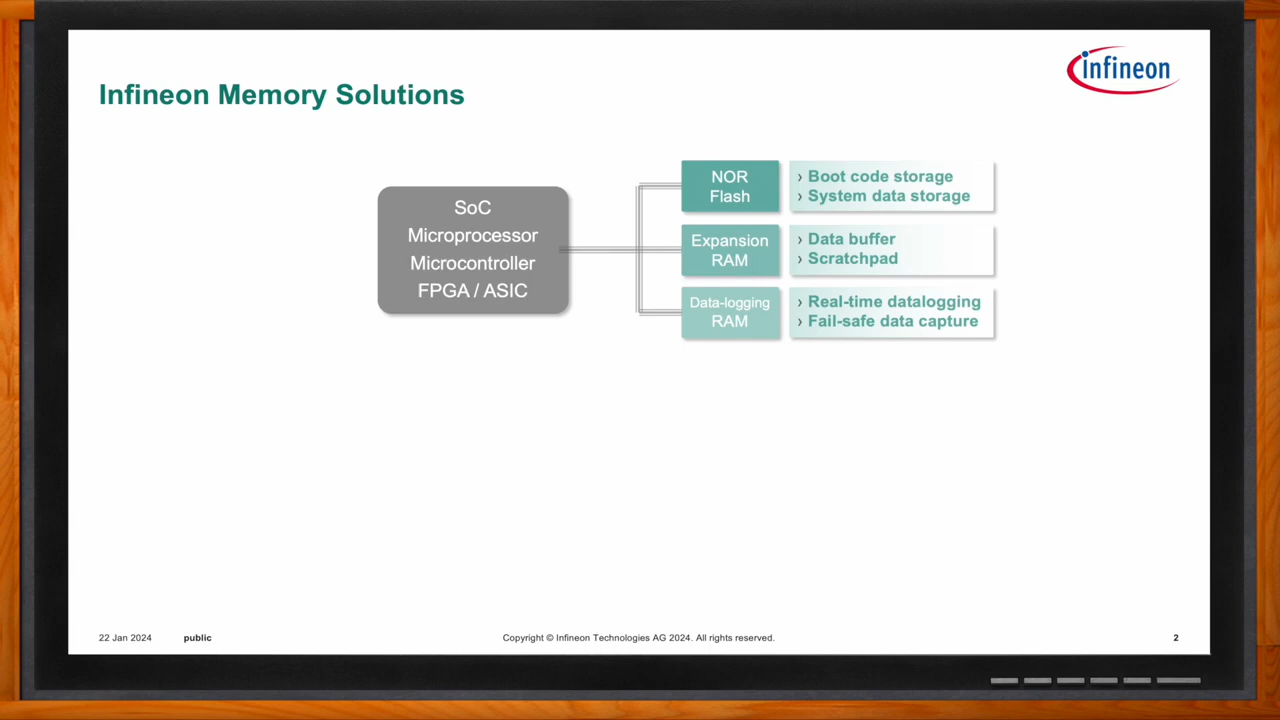 infineon
Infineon Memory Solutions
SoC
Microprocessor
Microcontroller
FPGA / ASIC
NOR
Flash
› Boot code storage
› System data storage
Expansion
RAM
› Data buffer
› Scratchpad
Data-logging
RAM
› Real-time datalogging
› Fail-safe data capture
22 Jan 2024
public
Copyright © Infineon Technologies AG 2024. All rights reserved.
2